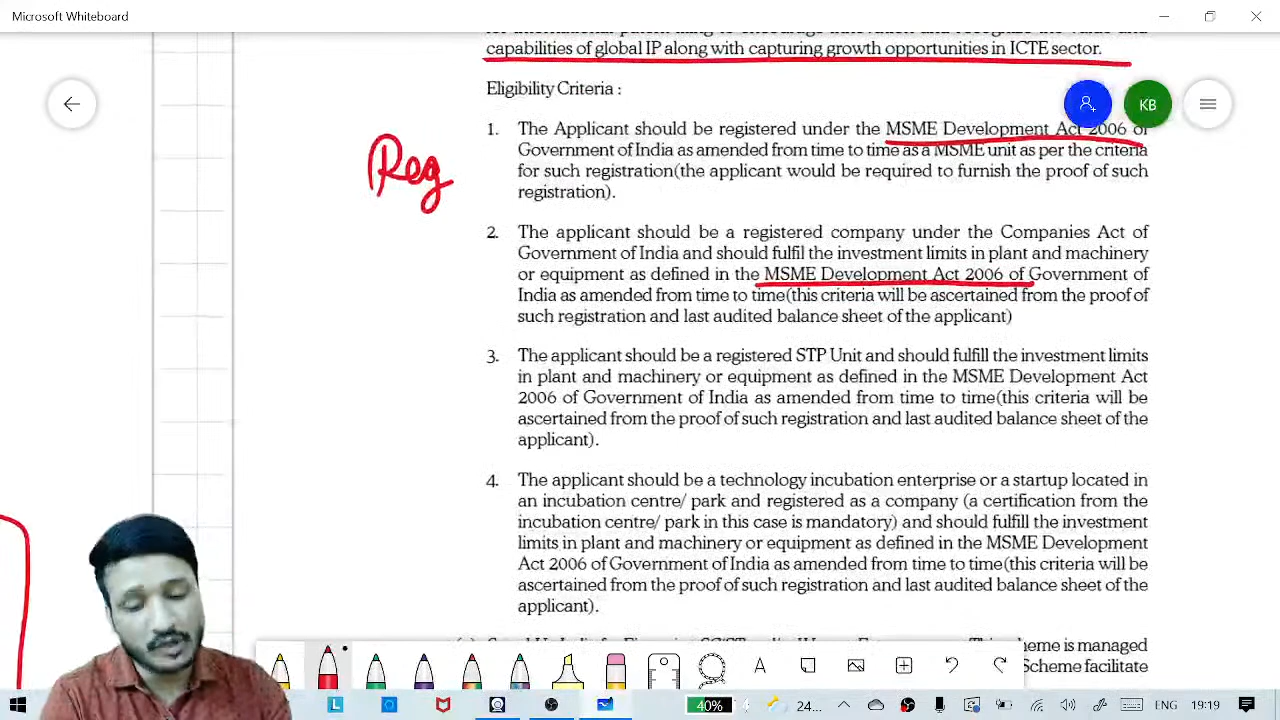 Microsoft Whiteboard
capabilities of global IP along with capturing growth opportunities in ICTE sector.
Eligibility Criteria :
KB
1. The Applicant should be registered under the MSME Development Act 2006 of
Government of India as amended from time to time as a MSME unit as per the criteria
for such registration(the applicant would be required to furnish the proof of such
registration).
Reg
2. The applicant should be a registered company under the Companies Act of
Government of India and should fulfil the investment limits in plant and machinery
or equipment as defined in the MSME Development Act 2006 of Government of
India as amended from time to time(this criteria will be ascertained from the proof of
such registration and last audited balance sheet of the applicant)
3. The applicant should be a registered STP Unit and should fulfill the investment limits
in plant and machinery or equipment as defined in the MSME Development Act
2006 of Government of India as amended from time to time(this criteria will be
ascertained from the proof of such registration and last audited balance sheet of the
applicant).
4. The applicant should be a technology incubation enterprise or a startup located in
an incubation centre/ park and registered as a company (a certification from the
incubation centre/ park in this case is mandatory) and should fulfill the investment
limits in plant and machinery or equipment as defined in the MSME Development
Act 2006 of Government of India as amended from time to time(this criteria will be
ascertained from the proof of such registration and last audited balance sheet of the
applicant).
scheme is managed
Scheme facilitate
40%
24...
ENG
19:19